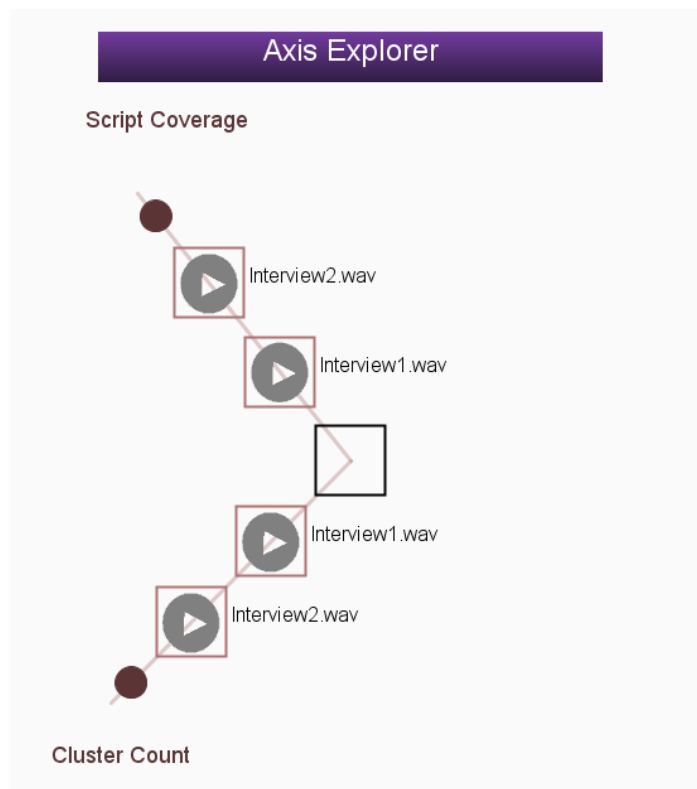 Axis Explorer
Script Coverage
Interview2.wav
Interview1.wav
Interview1.wav
Interview2.wav
Cluster Count